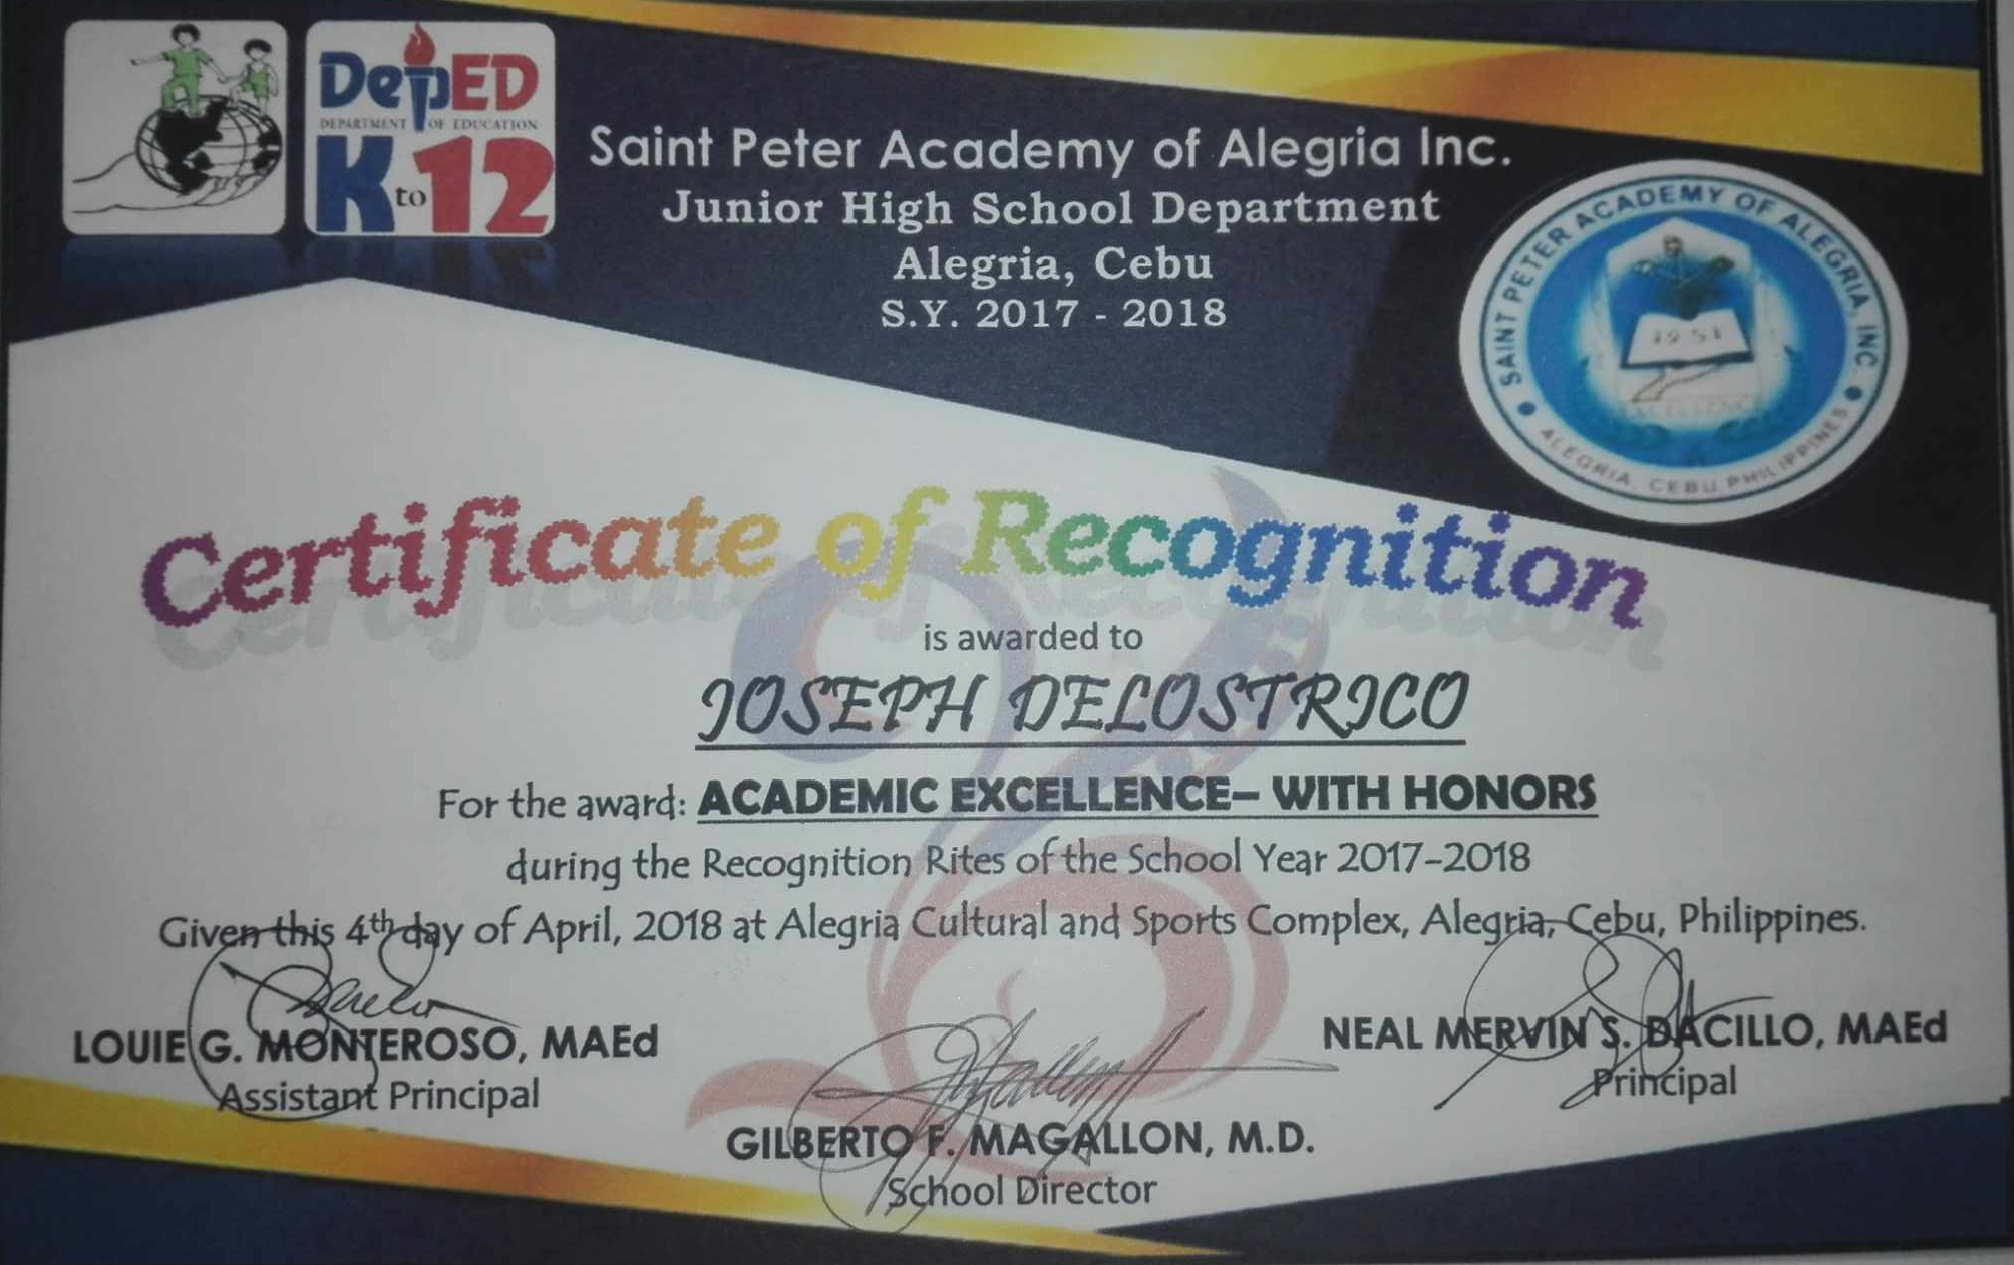 DepED
DEPARTMENT OF EDUCATION
K to 12
Saint Peter Academy of Alegria Inc.
Junior High School Department
Alegria, Cebu
S.Y. 2017 - 2018
SAINT PETER ACADEMY OF ALEGRIA, INC
1951
EXCELLENCE
ALEGRIA, CEBU, PHILIPPINES
Certificate of Recognition
is awarded to
JOSEPH DELOSTRICO
For the award: ACADEMIC EXCELLENCE– WITH HONORS
during the Recognition Rites of the School Year 2017-2018
Given this 4th day of April, 2018 at Alegria Cultural and Sports Complex, Alegria, Cebu, Philippines.
LOUIE G. MONTEROSO, MAEd
Assistant Principal
NEAL MERVIN S. BACILLO, MAEd
Principal
GILBERTO F. MAGALLON, M.D.
School Director